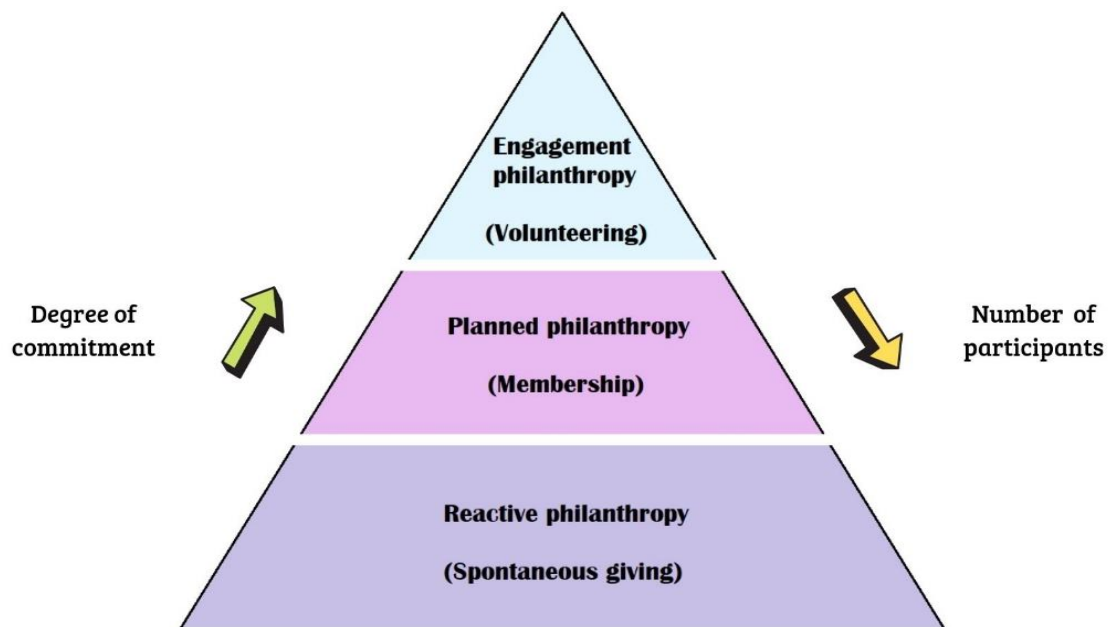 Engagement
philanthropy
(Volunteering)
Degree of
commitment
Number of
participants
Planned philanthropy
(Membership)
Reactive philanthropy
(Spontaneous giving)